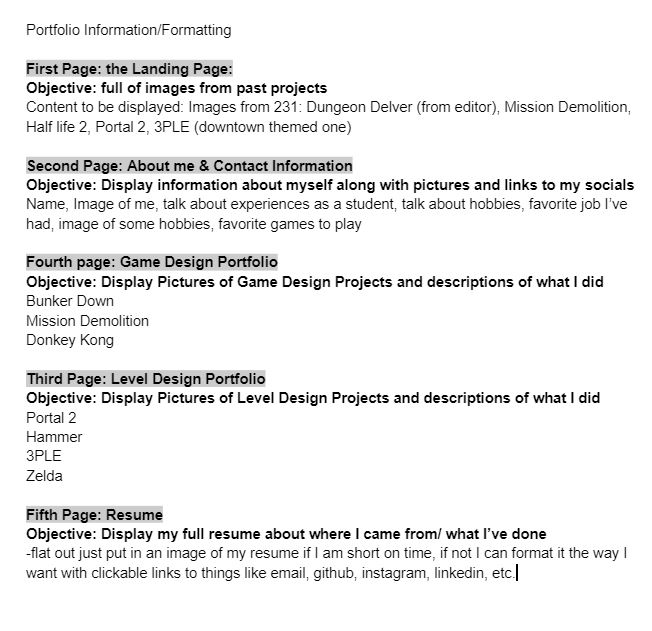 Portfolio Information/Formatting
First Page: the Landing Page:
Objective: full of images from past projects
Content to be displayed: Images from 231: Dungeon Delver (from editor), Mission Demolition,
Half life 2, Portal 2, 3PLE (downtown themed one)
Second Page: About me & Contact Information
Objective: Display information about myself along with pictures and links to my socials
Name, Image of me, talk about experiences as a student, talk about hobbies, favorite job I've
had, image of some hobbies, favorite games to play
Fourth page: Game Design Portfolio
Objective: Display Pictures of Game Design Projects and descriptions of what I did
Bunker Down
Mission Demolition
Donkey Kong
Third Page: Level Design Portfolio
Objective: Display Pictures of Level Design Projects and descriptions of what I did
Portal 2
Hammer
3PLE
Zelda
Fifth Page: Resume
Objective: Display my full resume about where I came from/ what I've done
-flat out just put in an image of my resume if I am short on time, if not I can format it the way I
want with clickable links to things like email, github, instagram, linkedin, etc.